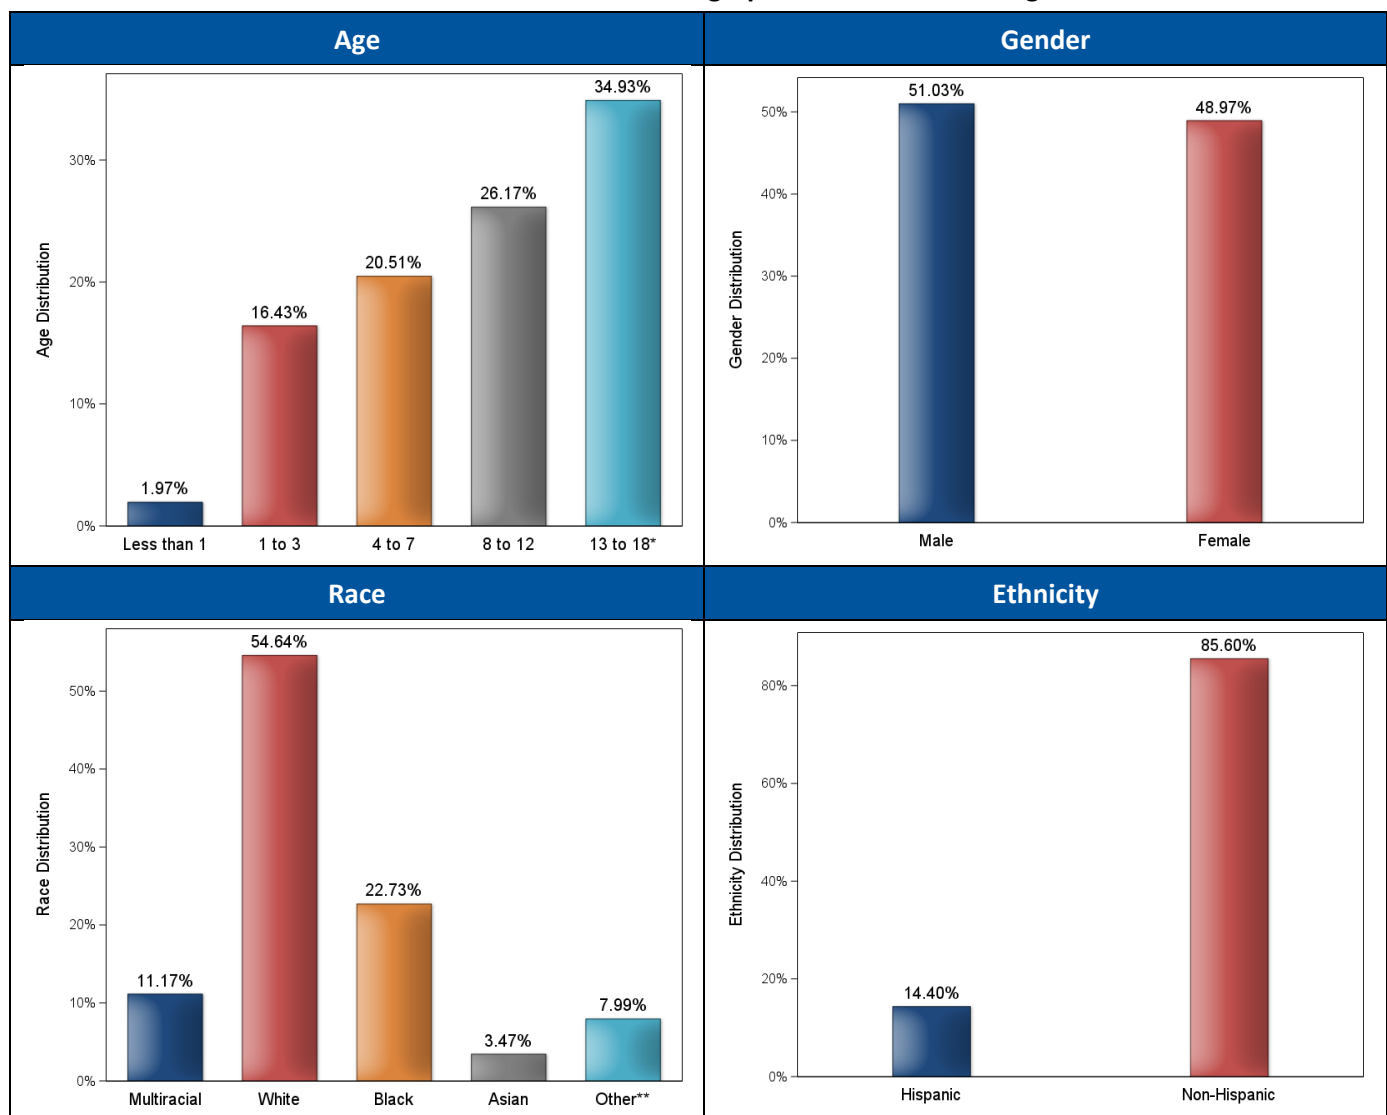 Age
34.93%
30%
26.17%
20.51%
20%
16.43%
10%
1.97%
0%
Age Distribution
Less than 1 1 to 3 4 to 7 8 to 12 13 to 18*
Gender
51.03%
50%
48.97%
40%
30%
20%
10%
0%
Gender Distribution
Male Female
Race
54.64%
50%
40%
30%
22.73%
20%
11.17%
10%
7.99%
3.47%
0%
Race Distribution
Multiracial White Black Asian Other**
Ethnicity
85.60%
80%
60%
40%
20%
14.40%
0%
Ethnicity Distribution
Hispanic Non-Hispanic